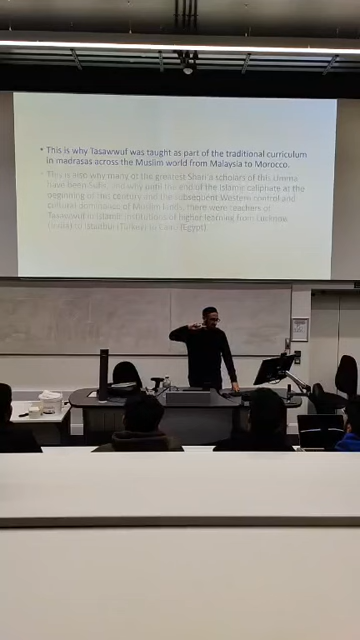 • This is why Tasawwuf was taught as part of the traditional curriculum
in madrasas across the Muslim world from Malaysia to Morocco.
• This is also why many of the greatest Shari'a scholars of this Umma
have been Sufis, and why until the end of the Islamic caliphate at the
beginning of this century and the subsequent Western control and
cultural dominance of Muslim lands, there were teachers of
Tasawwuf in Islamic institutions of higher learning from Lucknow
(India) to Istanbul (Turkey) to Cairo (Egypt).